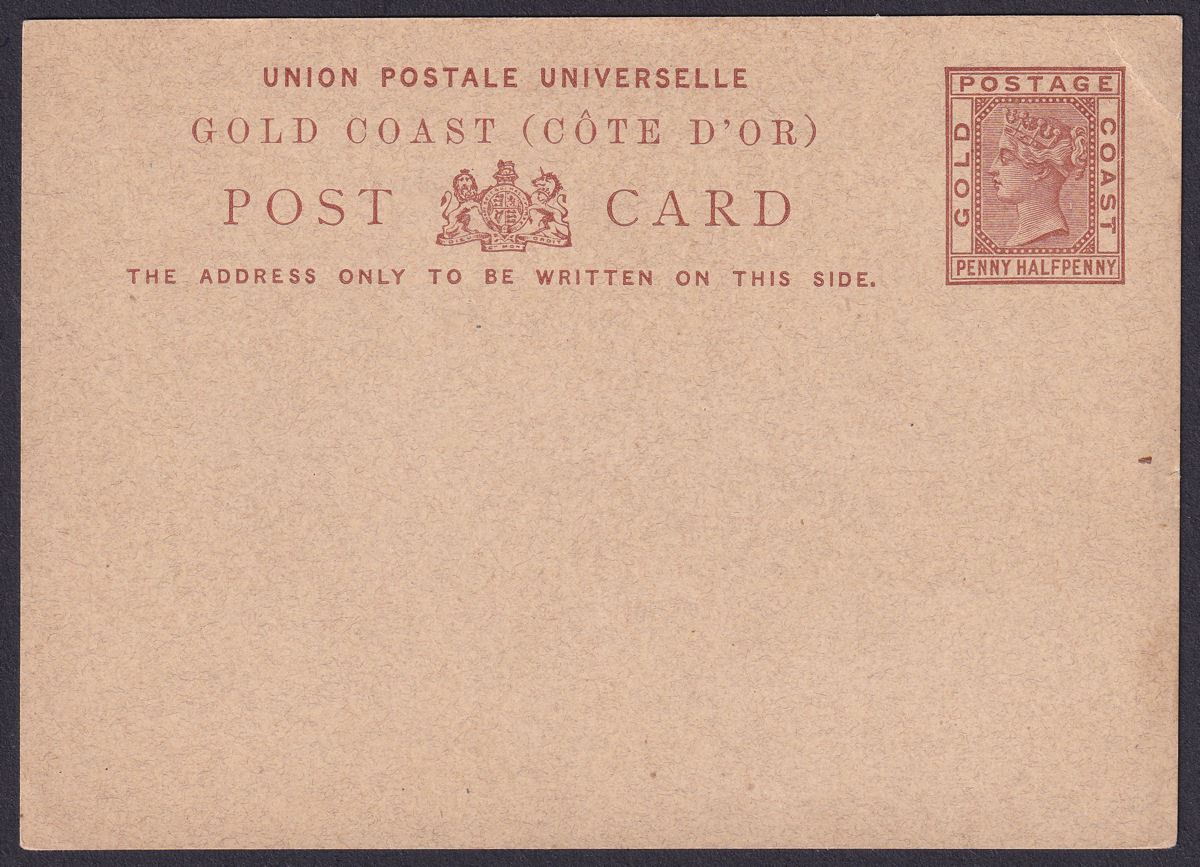 UNION POSTALE UNIVERSELLE
GOLD COAST (CÔTE D'OR)
POST CARD
THE ADDRESS ONLY TO BE WRITTEN ON THIS SIDE.
POSTAGE
GOLD
COAST
PENNY HALFPENNY